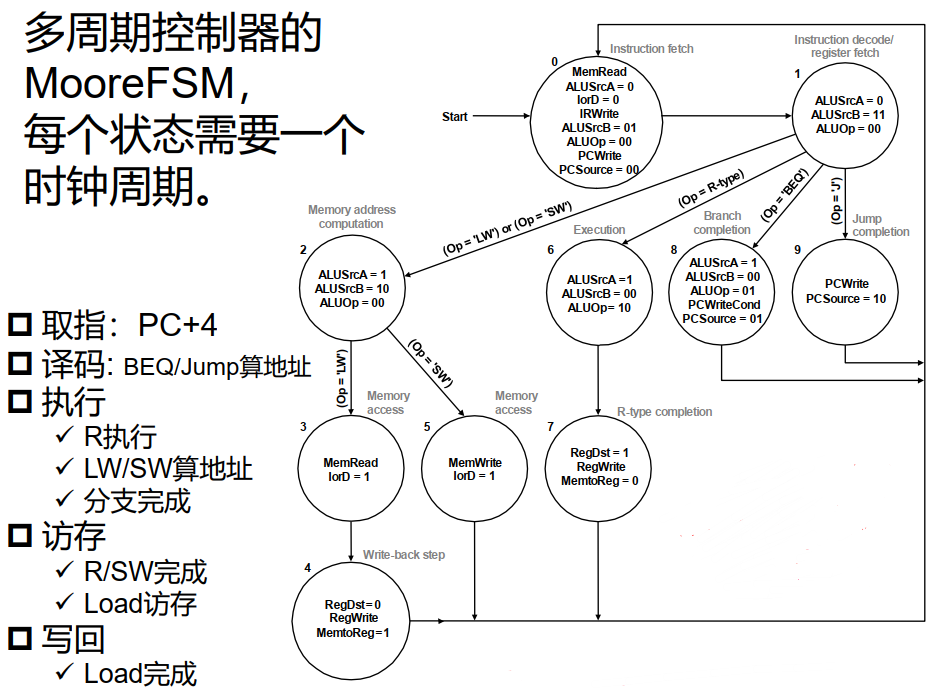 多周期控制器的
MooreFSM，
每个状态需要一个
时钟周期。
取指：PC+4
译码: BEQ/Jump算地址
执行
R执行
LW/SW算地址
分支完成
访存
R/SW完成
Load访存
写回
Load完成
Start
0
Instruction fetch
MemRead
ALUSrcA = 0
IorD = 0
IRWrite
ALUSrcB = 01
ALUOp = 00
PCWrite
PCSource = 00
Instruction decode/
register fetch
1
ALUSrcA = 0
ALUSrcB = 11
ALUOp = 00
(Op = 'LW') or (Op = 'SW')
(Op = R-type)
(Op = 'BEQ')
(Op = 'J')
Memory address
computation
2
ALUSrcA = 1
ALUSrcB = 10
ALUOp = 00
Execution
6
ALUSrcA =1
ALUSrcB = 00
ALUOp= 10
Branch
completion
8
ALUSrcA = 1
ALUSrcB = 00
ALUOp = 01
PCWriteCond
PCSource = 01
Jump
completion
9
PCWrite
PCSource = 10
(Op = 'LW')
(Op = 'SW')
Memory
access
3
MemRead
IorD = 1
Memory
access
5
MemWrite
IorD = 1
R-type completion
7
RegDst = 1
RegWrite
MemtoReg = 0
Write-back step
4
RegDst= 0
RegWrite
MemtoReg=1